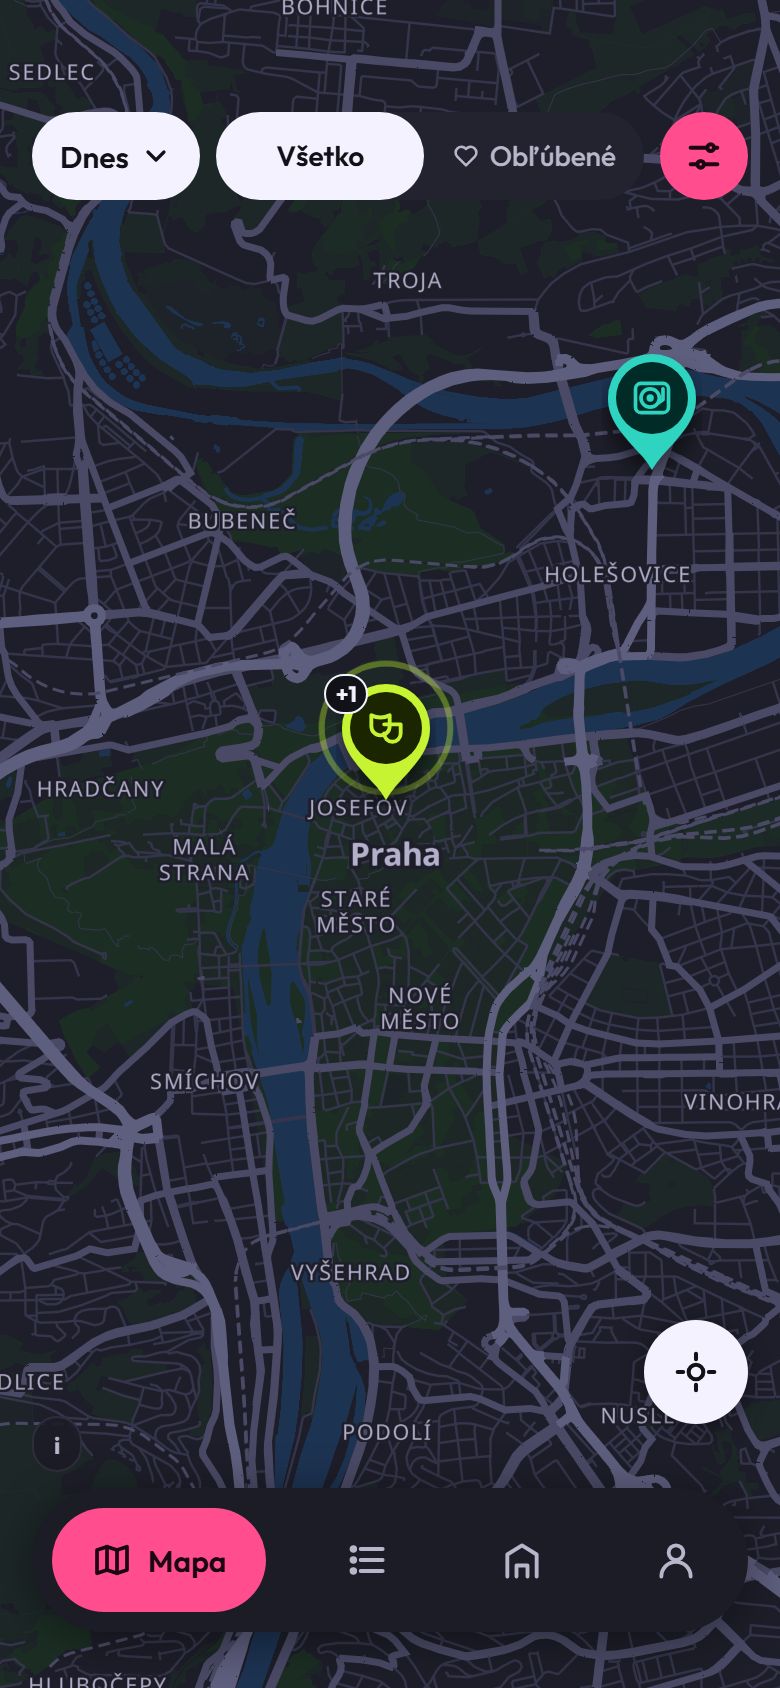 BOHNICE
SEDLEC
Dnes
Všetko
Obľúbené
TROJA
BUBENEČ
HOLEŠOVICE
+1
HRADČANY
JOSEFOV
MALÁ
STRANA
Praha
STARÉ
MĚSTO
NOVÉ
MĚSTO
SMÍCHOV
VINOHRA
VYŠEHRAD
DLICE
NUSLE
PODOLÍ
i
Mapa
HLUBOČEPY